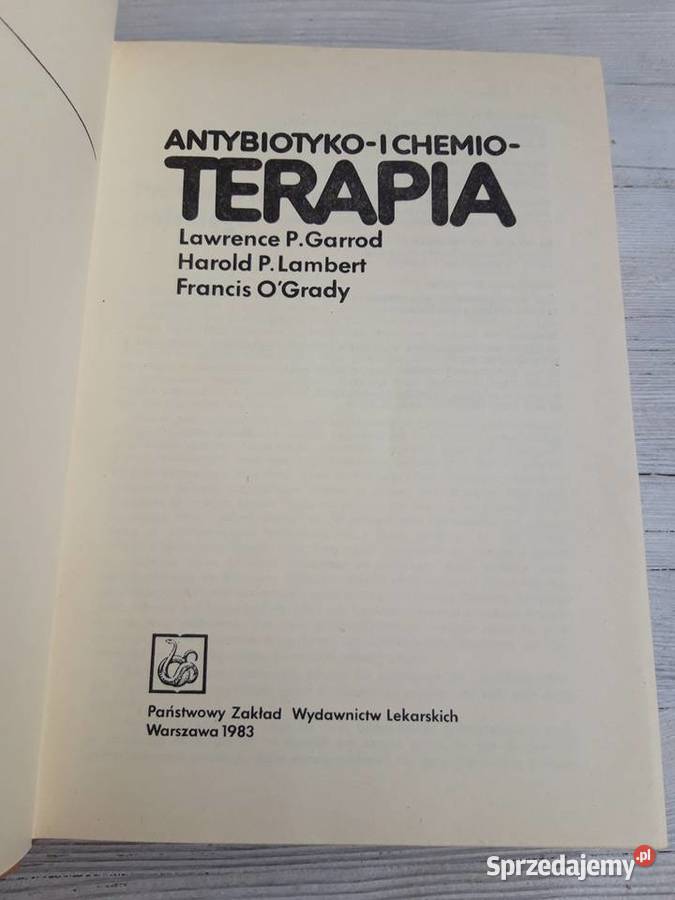 ANTYBIOTYKO-I CHEMIO-
TERAPIA
Lawrence P. Garrod
Harold P. Lambert
Francis O'Grady
Państwowy Zakład Wydawnictw Lekarskich
Warszawa 1983
Sprzedajemy.pl